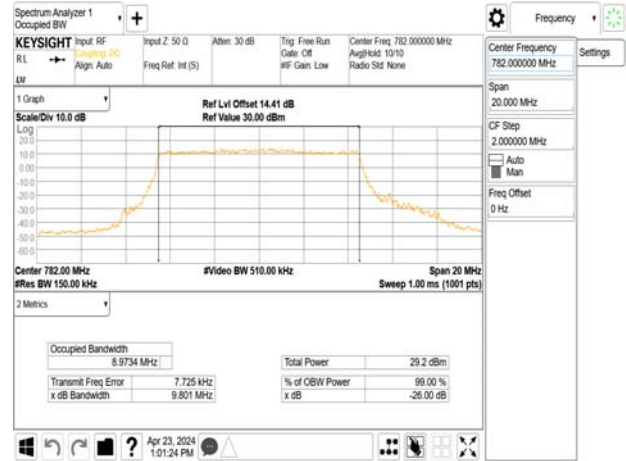 Spectrum Analyzer 1
Occupied BW
Frequency
KEYSIGHT Input: RF Input Z: 50 Ω Atten: 30 dB Trig: Free Run Center Freq: 782.000000 MHz
RL Coupling: DC Gate: Off Avg|Hold: 10/10
Align: Auto Freq Ref: Int (S) #IF Gain: Low Radio Std: None
Center Frequency
782.000000 MHz
Settings
Span
20.000 MHz
CF Step
2.000000 MHz
Auto
Man
Freq Offset
0 Hz
1 Graph
Ref Lvl Offset 14.41 dB
Scale/Div 10.0 dB Ref Value 30.00 dBm
Log
20.0
10.0
0.00
-10.0
-20.0
-30.0
-40.0
-50.0
-60.0
Center 782.00 MHz #Video BW 510.00 kHz Span 20 MHz
#Res BW 150.00 kHz Sweep 1.00 ms (1001 pts)
2 Metrics
Occupied Bandwidth
8.9734 MHz Total Power 29.2 dBm
Transmit Freq Error 7.725 kHz % of OBW Power 99.00 %
x dB Bandwidth 9.801 MHz x dB -26.00 dB
Apr 23, 2024
1:01:24 PM